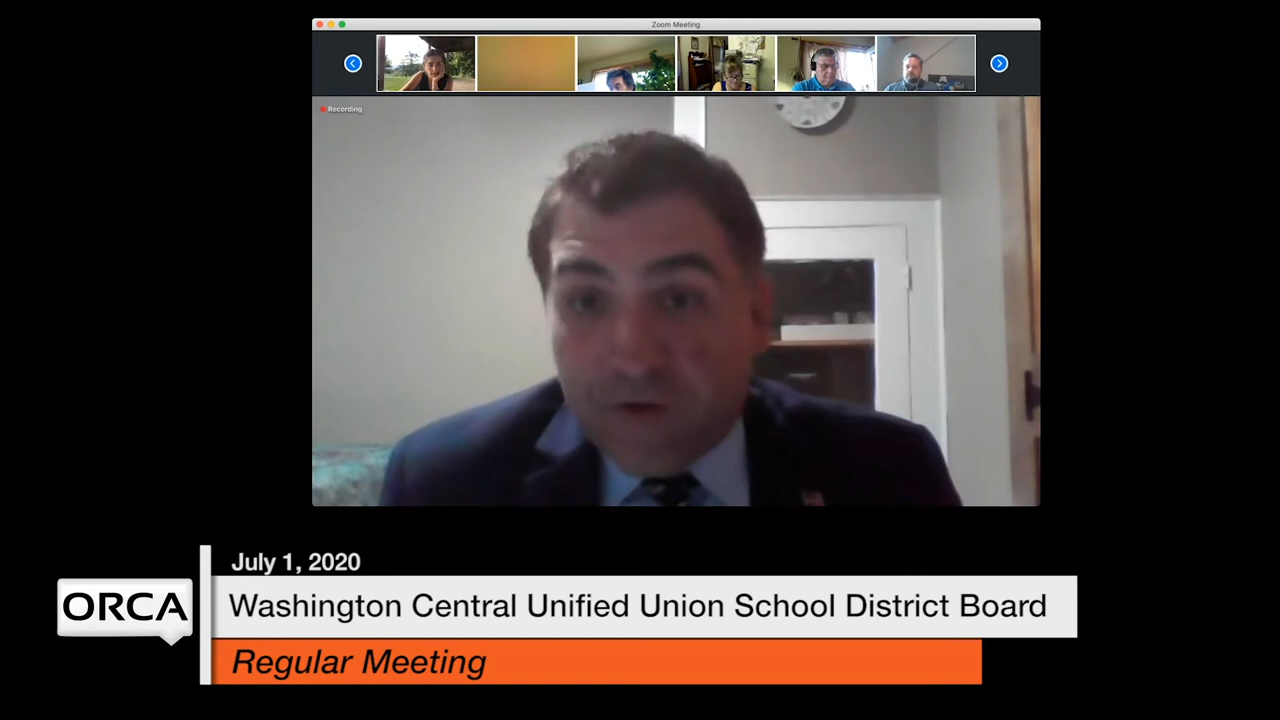 Zoom Meeting
Recording
July 1, 2020
ORCA
Washington Central Unified Union School District Board
Regular Meeting